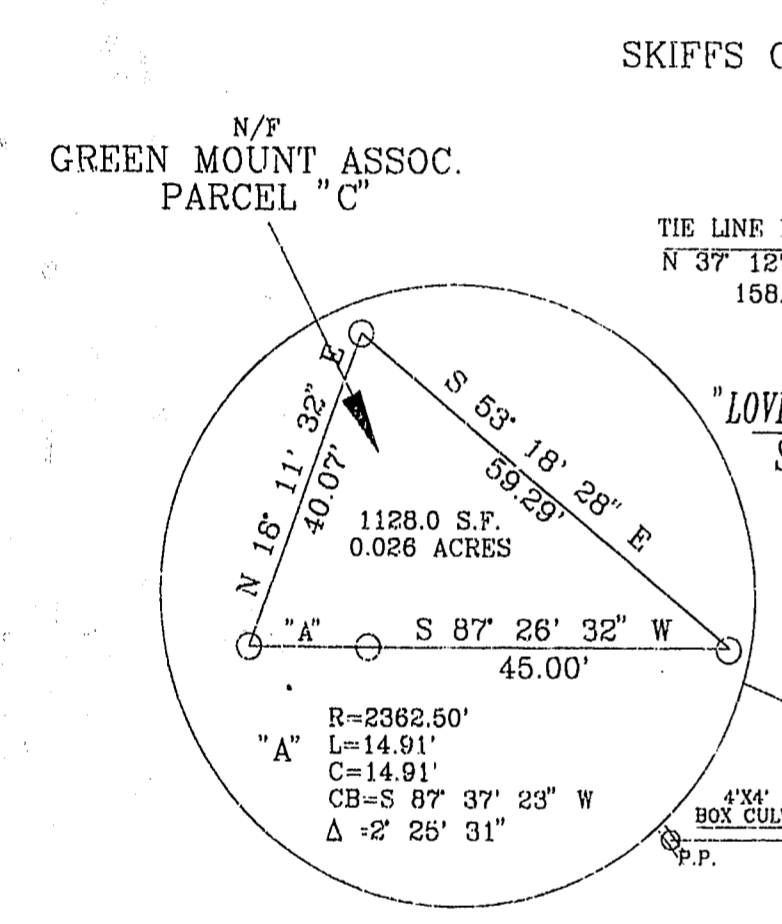 SKIFFS
N/F
GREEN MOUNT ASSOC.
PARCEL "C"
TIE LINE
N 37° 12'
158.
N 18° 11' 32" E
40.07'
S 53° 18' 28" E
59.29'
1128.0 S.F.
0.026 ACRES
"A"
S 87° 26' 32" W
45.00'
"A"
R=2362.50'
L=14.91'
C=14.91'
CB=S 87° 37' 23" W
Δ =2° 25' 31"
4'X4'
BOX
P.P.